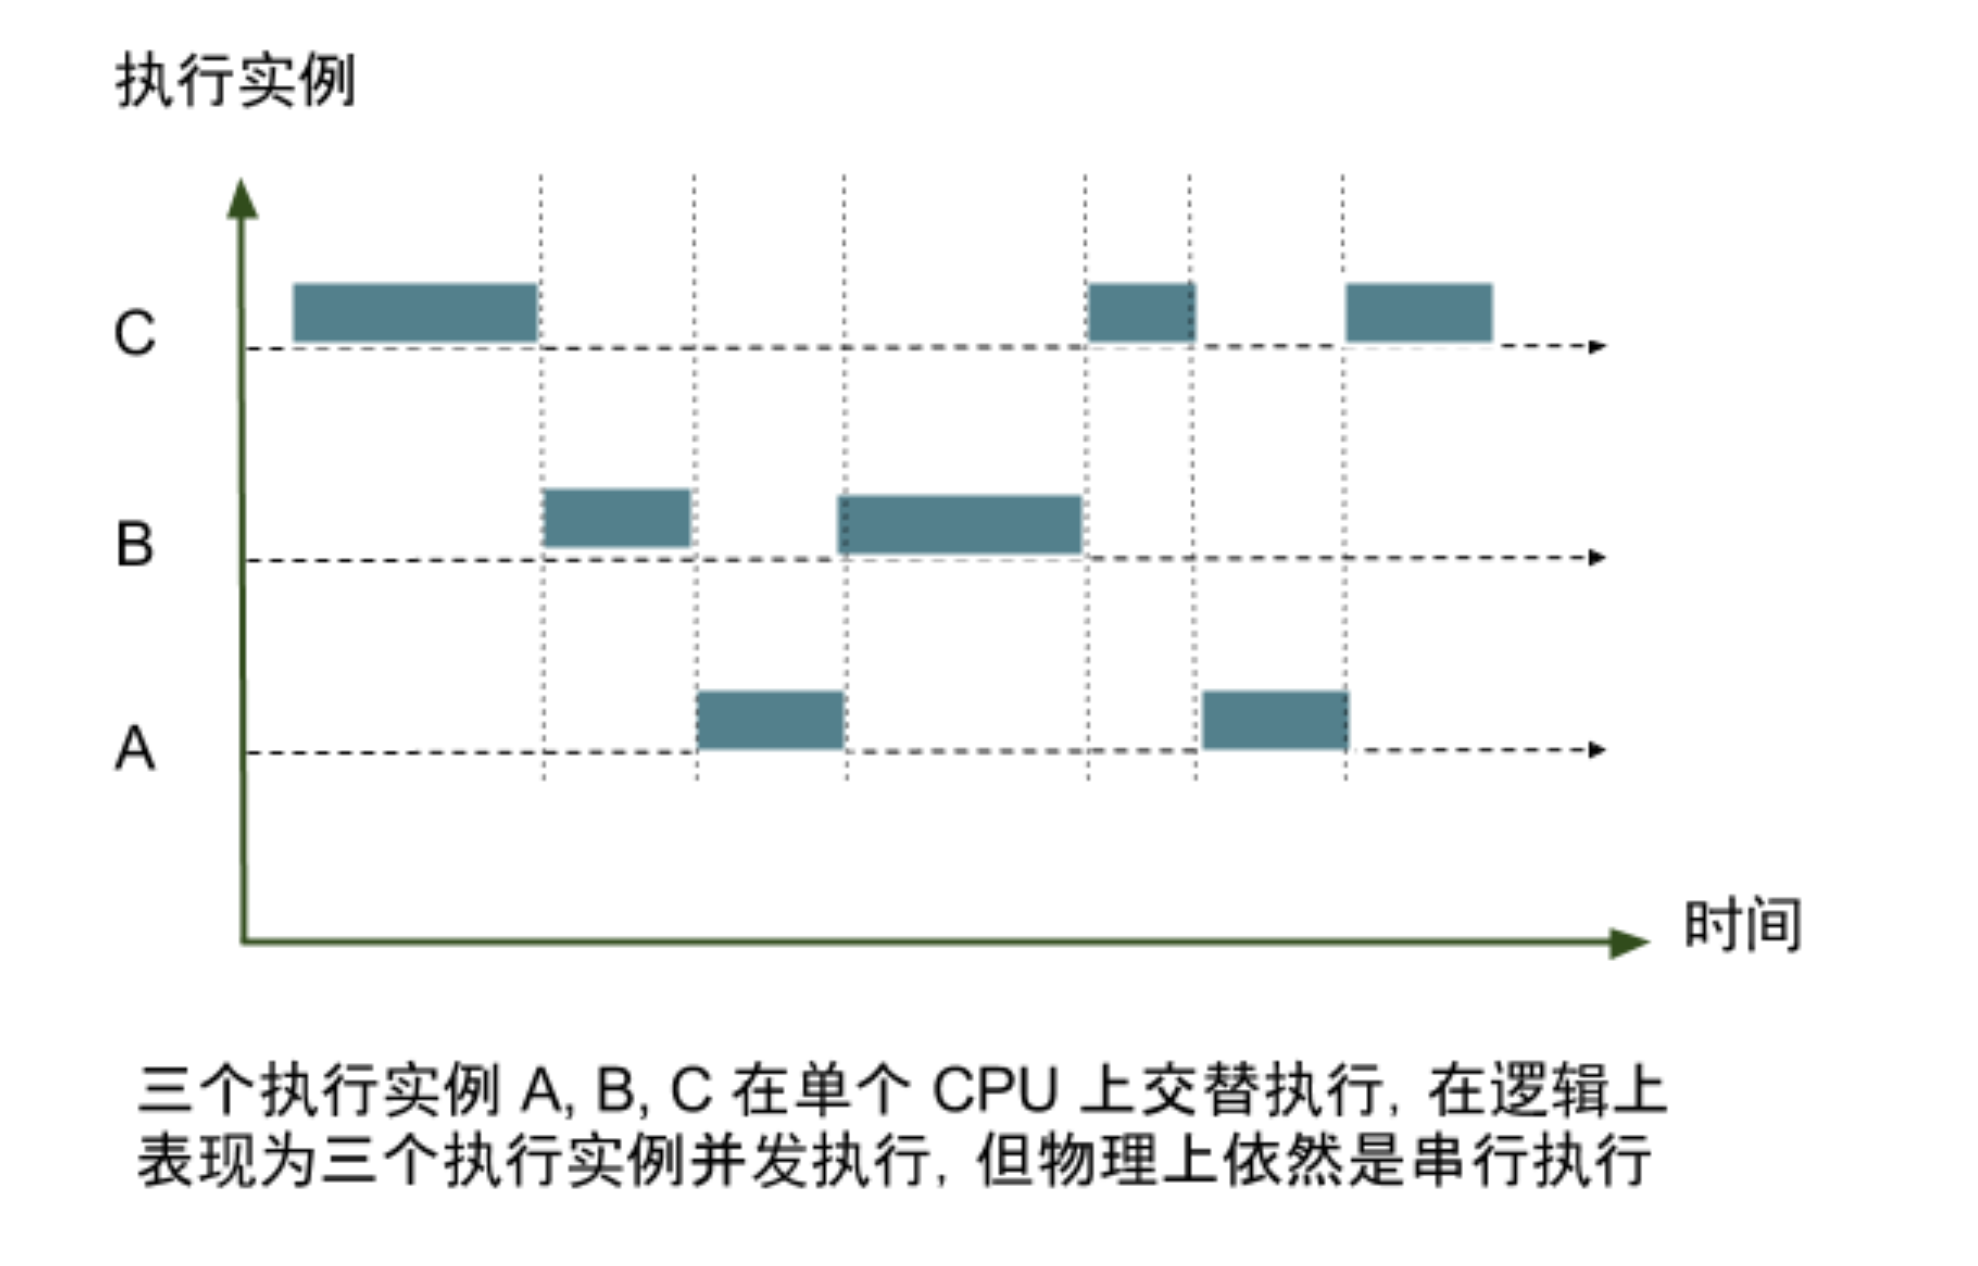 执行实例
C
B
A
时间
三个执行实例 A, B, C 在单个 CPU 上交替执行, 在逻辑上
表现为三个执行实例并发执行, 但物理上依然是串行执行